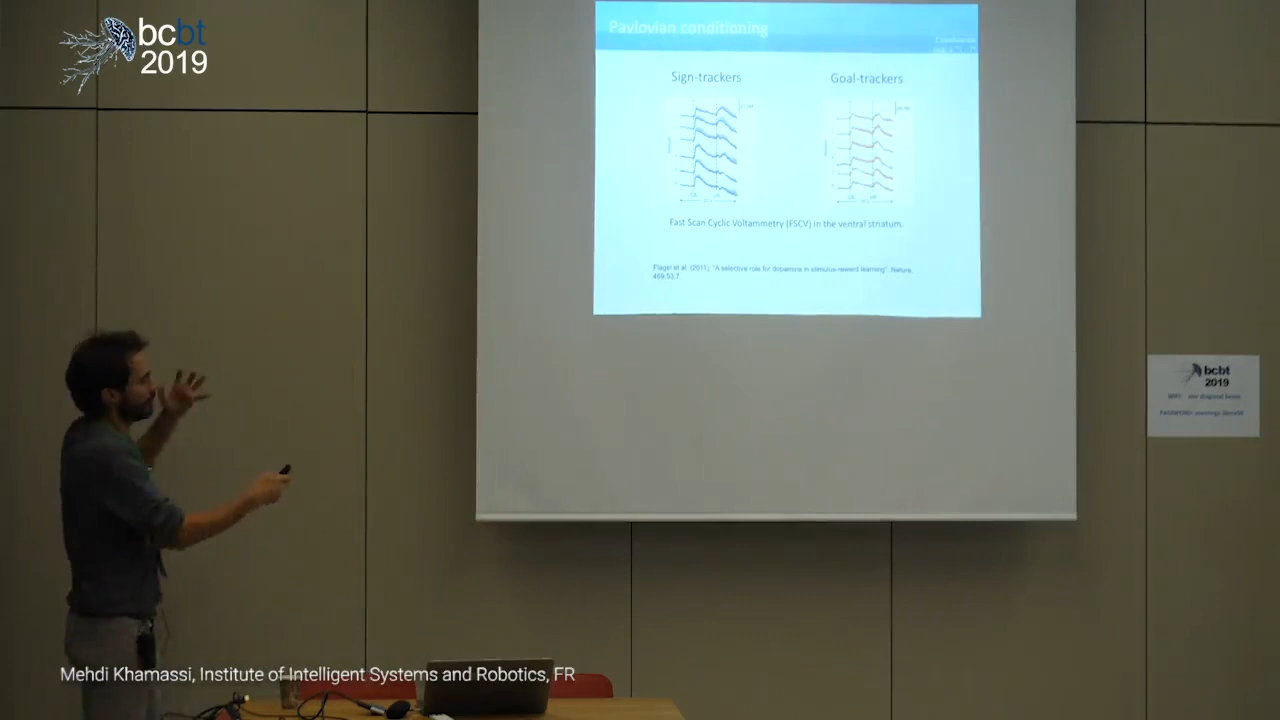 bcbt
2019
Pavlovian conditioning
Sign-trackers
Goal-trackers
Fast Scan Cyclic Voltammetry (FSCV) in the ventral striatum.
Flagel et al. (2011) "A selective role for dopamine in stimulus-reward learning". Nature,
469:53-7.
bcbt
2019
WIFI:
PASSWORD:
Mehdi Khamassi, Institute of Intelligent Systems and Robotics, FR